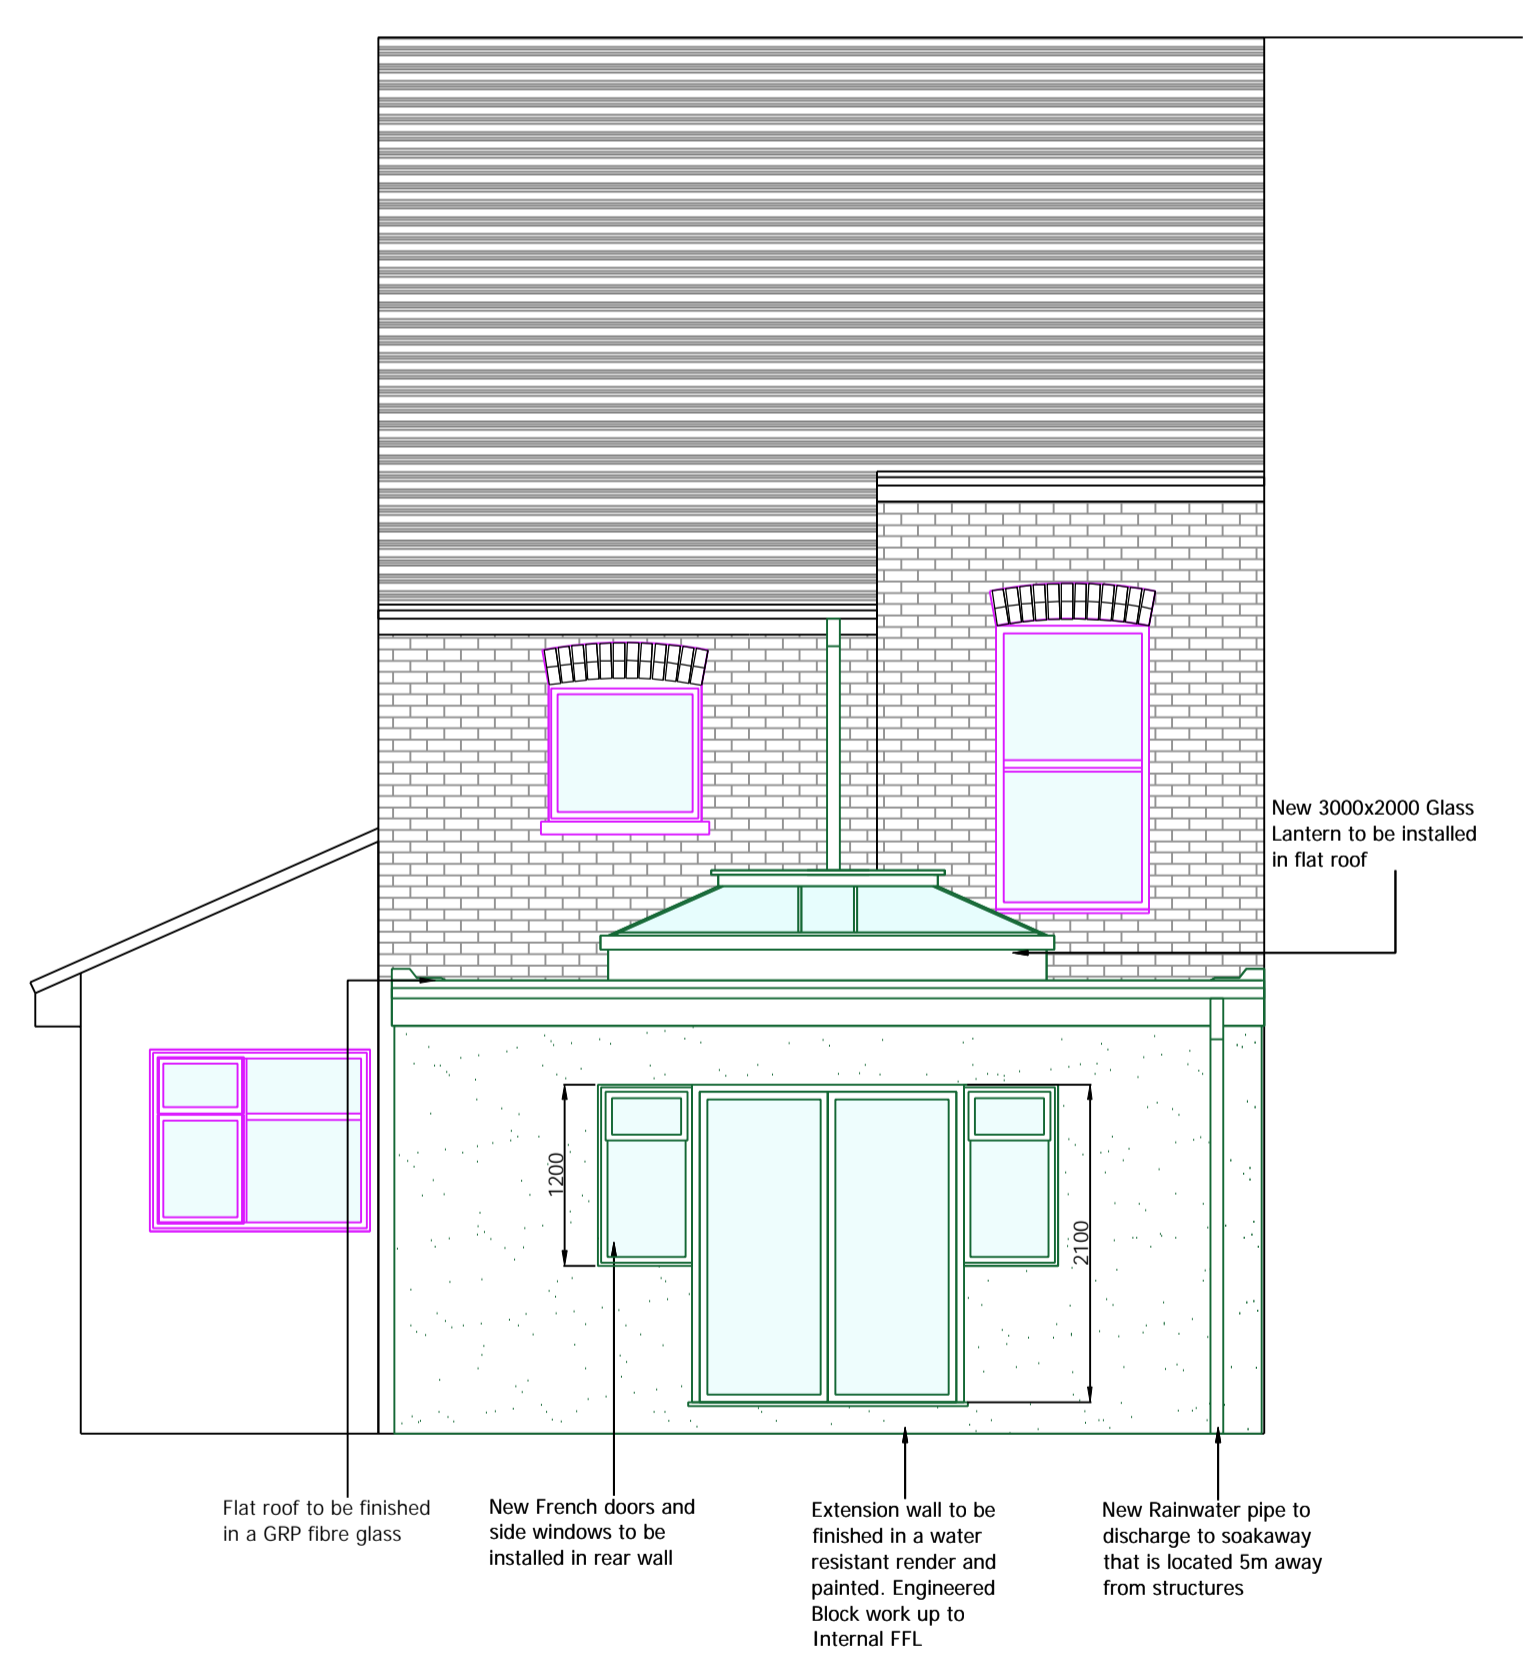 New 3000x2000 Glass
Lantern to be installed
in flat roof
1200
2100
Flat roof to be finished
in a GRP fibre glass
New French doors and
side windows to be
installed in rear wall
Extension wall to be
finished in a water
resistant render and
painted. Engineered
Block work up to
Internal FFL
New Rainwater pipe to
discharge to soakaway
that is located 5m away
from structures